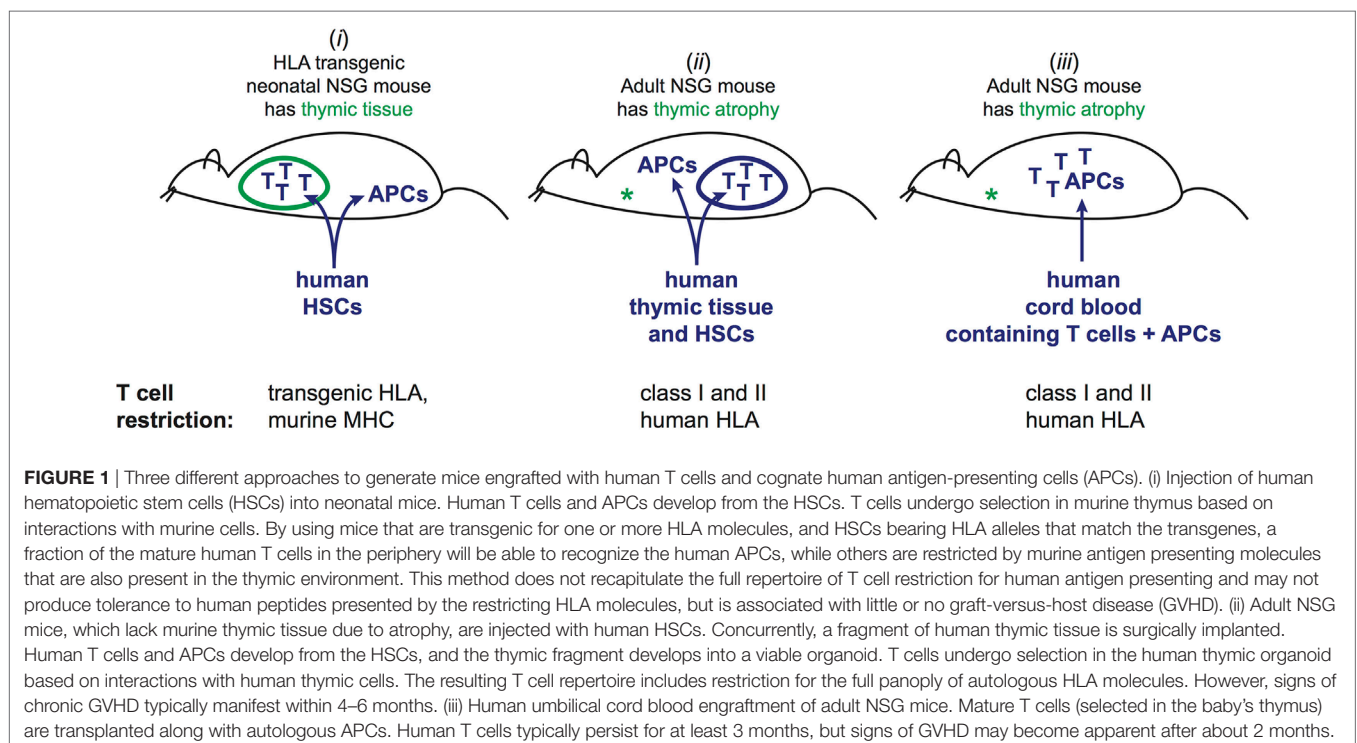 (i)
HLA transgenic
neonatal NSG mouse
has thymic tissue
T T T T
APCs
human
HSCs
(ii)
Adult NSG mouse
has thymic atrophy
APCs
*
T T T T
human
thymic tissue
and HSCs
(iii)
Adult NSG mouse
has thymic atrophy
T T T T
APCs
*
human
cord blood
containing T cells + APCs
T cell
restriction:
transgenic HLA,
murine MHC
class I and II
human HLA
class I and II
human HLA
FIGURE 1 | Three different approaches to generate mice engrafted with human T cells and cognate human antigen-presenting cells (APCs). (i) Injection of human
hematopoietic stem cells (HSCs) into neonatal mice. Human T cells and APCs develop from the HSCs. T cells undergo selection in murine thymus based on
interactions with murine cells. By using mice that are transgenic for one or more HLA molecules, and HSCs bearing HLA alleles that match the transgenes, a
fraction of the mature human T cells in the periphery will be able to recognize the human APCs, while others are restricted by murine antigen presenting molecules
that are also present in the thymic environment. This method does not recapitulate the full repertoire of T cell restriction for human antigen presenting and may not
produce tolerance to human peptides presented by the restricting HLA molecules, but is associated with little or no graft-versus-host disease (GVHD). (ii) Adult NSG
mice, which lack murine thymic tissue due to atrophy, are injected with human HSCs. Concurrently, a fragment of human thymic tissue is surgically implanted.
Human T cells and APCs develop from the HSCs, and the thymic fragment develops into a viable organoid. T cells undergo selection in the human thymic organoid
based on interactions with human thymic cells. The resulting T cell repertoire includes restriction for the full panoply of autologous HLA molecules. However, signs of
chronic GVHD typically manifest within 4–6 months. (iii) Human umbilical cord blood engraftment of adult NSG mice. Mature T cells (selected in the baby's thymus)
are transplanted along with autologous APCs. Human T cells typically persist for at least 3 months, but signs of GVHD may become apparent after about 2 months.